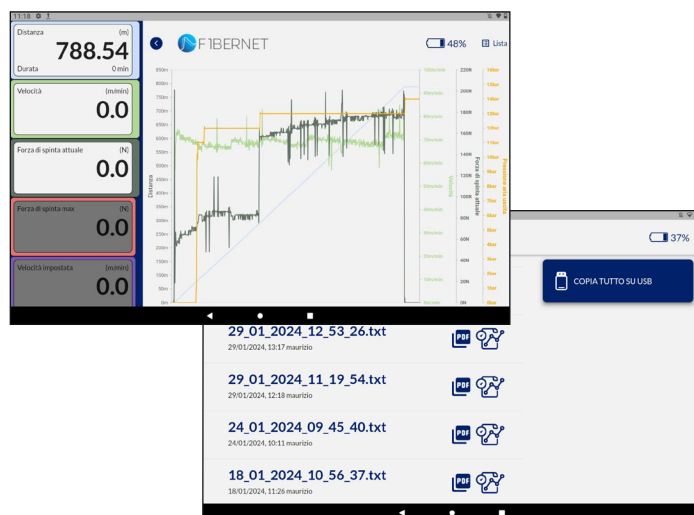 11:18
Distanza (m)
788.54
Durata 0 min
Velocità (m/min)
0.0
Forza di spinta attuale (N)
0.0
Forza di spinta max (N)
0.0
Velocità impostata (m/min)
0.0
F1BERNET
48%
Lista
850m
800m
750m
700m
650m
600m
550m
500m
450m
400m
350m
300m
250m
200m
150m
100m
50m
0m
Distanza
Velocità
220N
200N
180N
160N
140N
120N
100N
80N
60N
40N
20N
0N
Forza di spinta attuale
37%
COPIA TUTTO SU USB
29_01_2024_12_53_26.txt
29/01/2024, 13:17 maurizio
PDF
29_01_2024_11_19_54.txt
29/01/2024, 12:18 maurizio
PDF
24_01_2024_09_45_40.txt
24/01/2024, 10:11 maurizio
PDF
18_01_2024_10_56_37.txt
18/01/2024, 11:26 maurizio
PDF